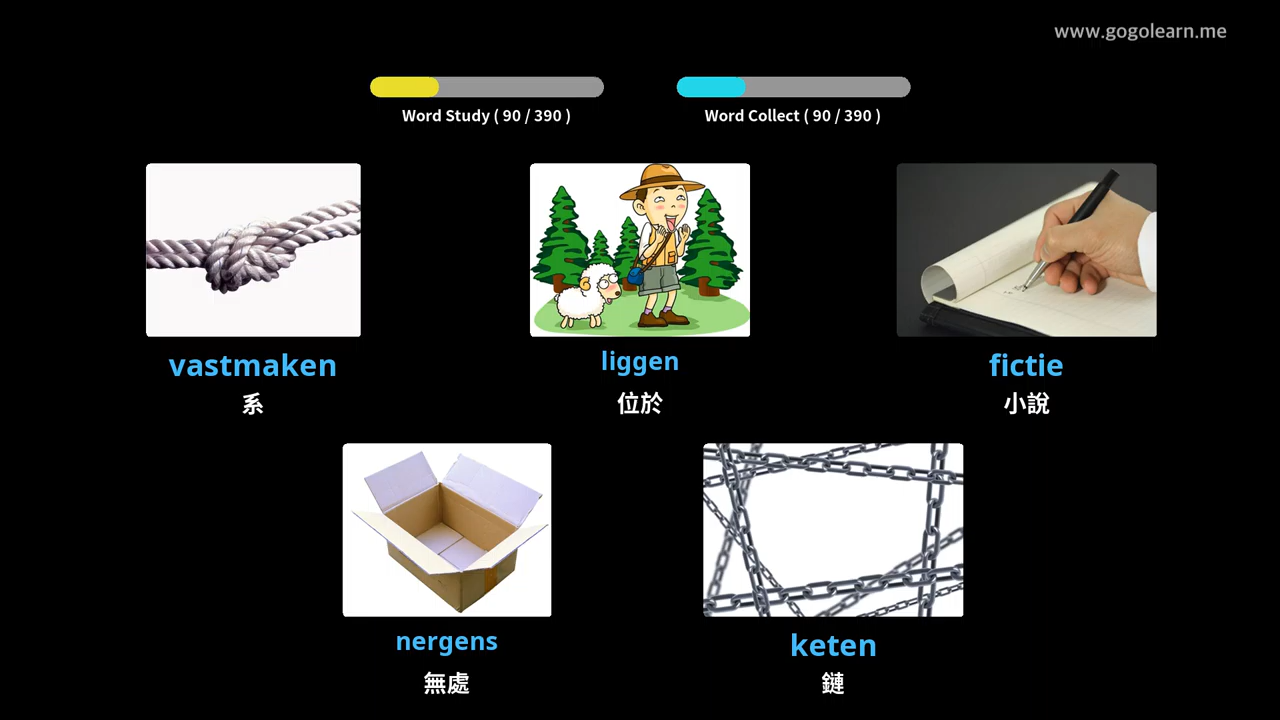 www.gogolearn.me
Word Study ( 90 / 390 )
Word Collect ( 90 / 390 )
vastmaken
系
liggen
位於
fictie
小說
nergens
無處
keten
鏈